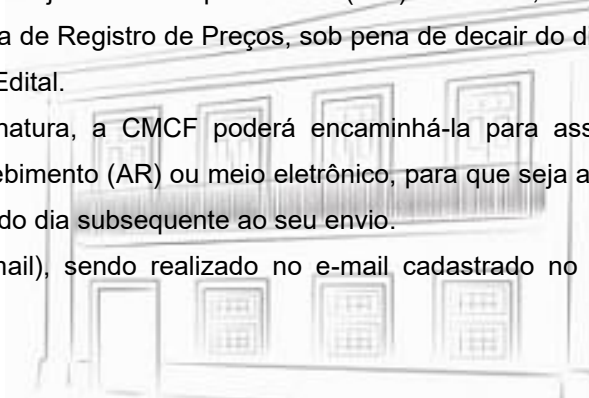 a de Registro de Preços, sob pena de decair do d
Edital.
natura, a CMCF poderá encaminhá-la para ass
ebimento (AR) ou meio eletrônico, para que seja a
do dia subsequente ao seu envio.
nail), sendo realizado no e-mail cadastrado no